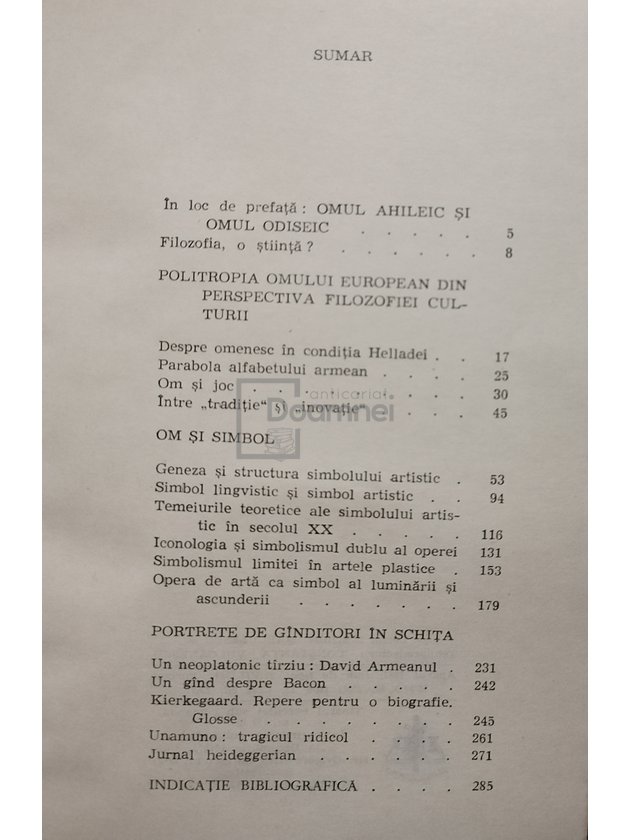 SUMAR
În loc de prefață : OMUL AHILEIC ȘI
OMUL ODISEIC . . . . . 5
Filozofia, o știință ? . . . . . . 8
POLITROPIA OMULUI EUROPEAN DIN
PERSPECTIVA FILOZOFIEI CUL-
TURII
Despre omenesc în condiția Helladei . . 17
Parabola alfabetului armean . . . . 25
Om și joc . . . . . . . . 30
Între „tradiție“ și „inovație“ . . . . 45
anticariat
Doamnei
OM ȘI SIMBOL
Geneza și structura simbolului artistic . 53
Simbol lingvistic și simbol artistic . . 94
Temeiurile teoretice ale simbolului artis-
tic în secolul XX . . . . . 116
Iconologia și simbolismul dublu al operei 131
Simbolismul limitei în artele plastice . 153
Opera de artă ca simbol al luminării și
ascunderii . . . . . . . 179
PORTRETE DE GÎNDITORI ÎN SCHIȚA
Un neoplatonic tîrziu : David Armeanul . 231
Un gînd despre Bacon . . . . . 242
Kierkegaard. Repere pentru o biografie.
Glosse . . . . . . . . 245
Unamuno : tragicul ridicol . . . . 261
Jurnal heideggerian . . . . . . 271
INDICAȚIE BIBLIOGRAFICĂ . . . . 285